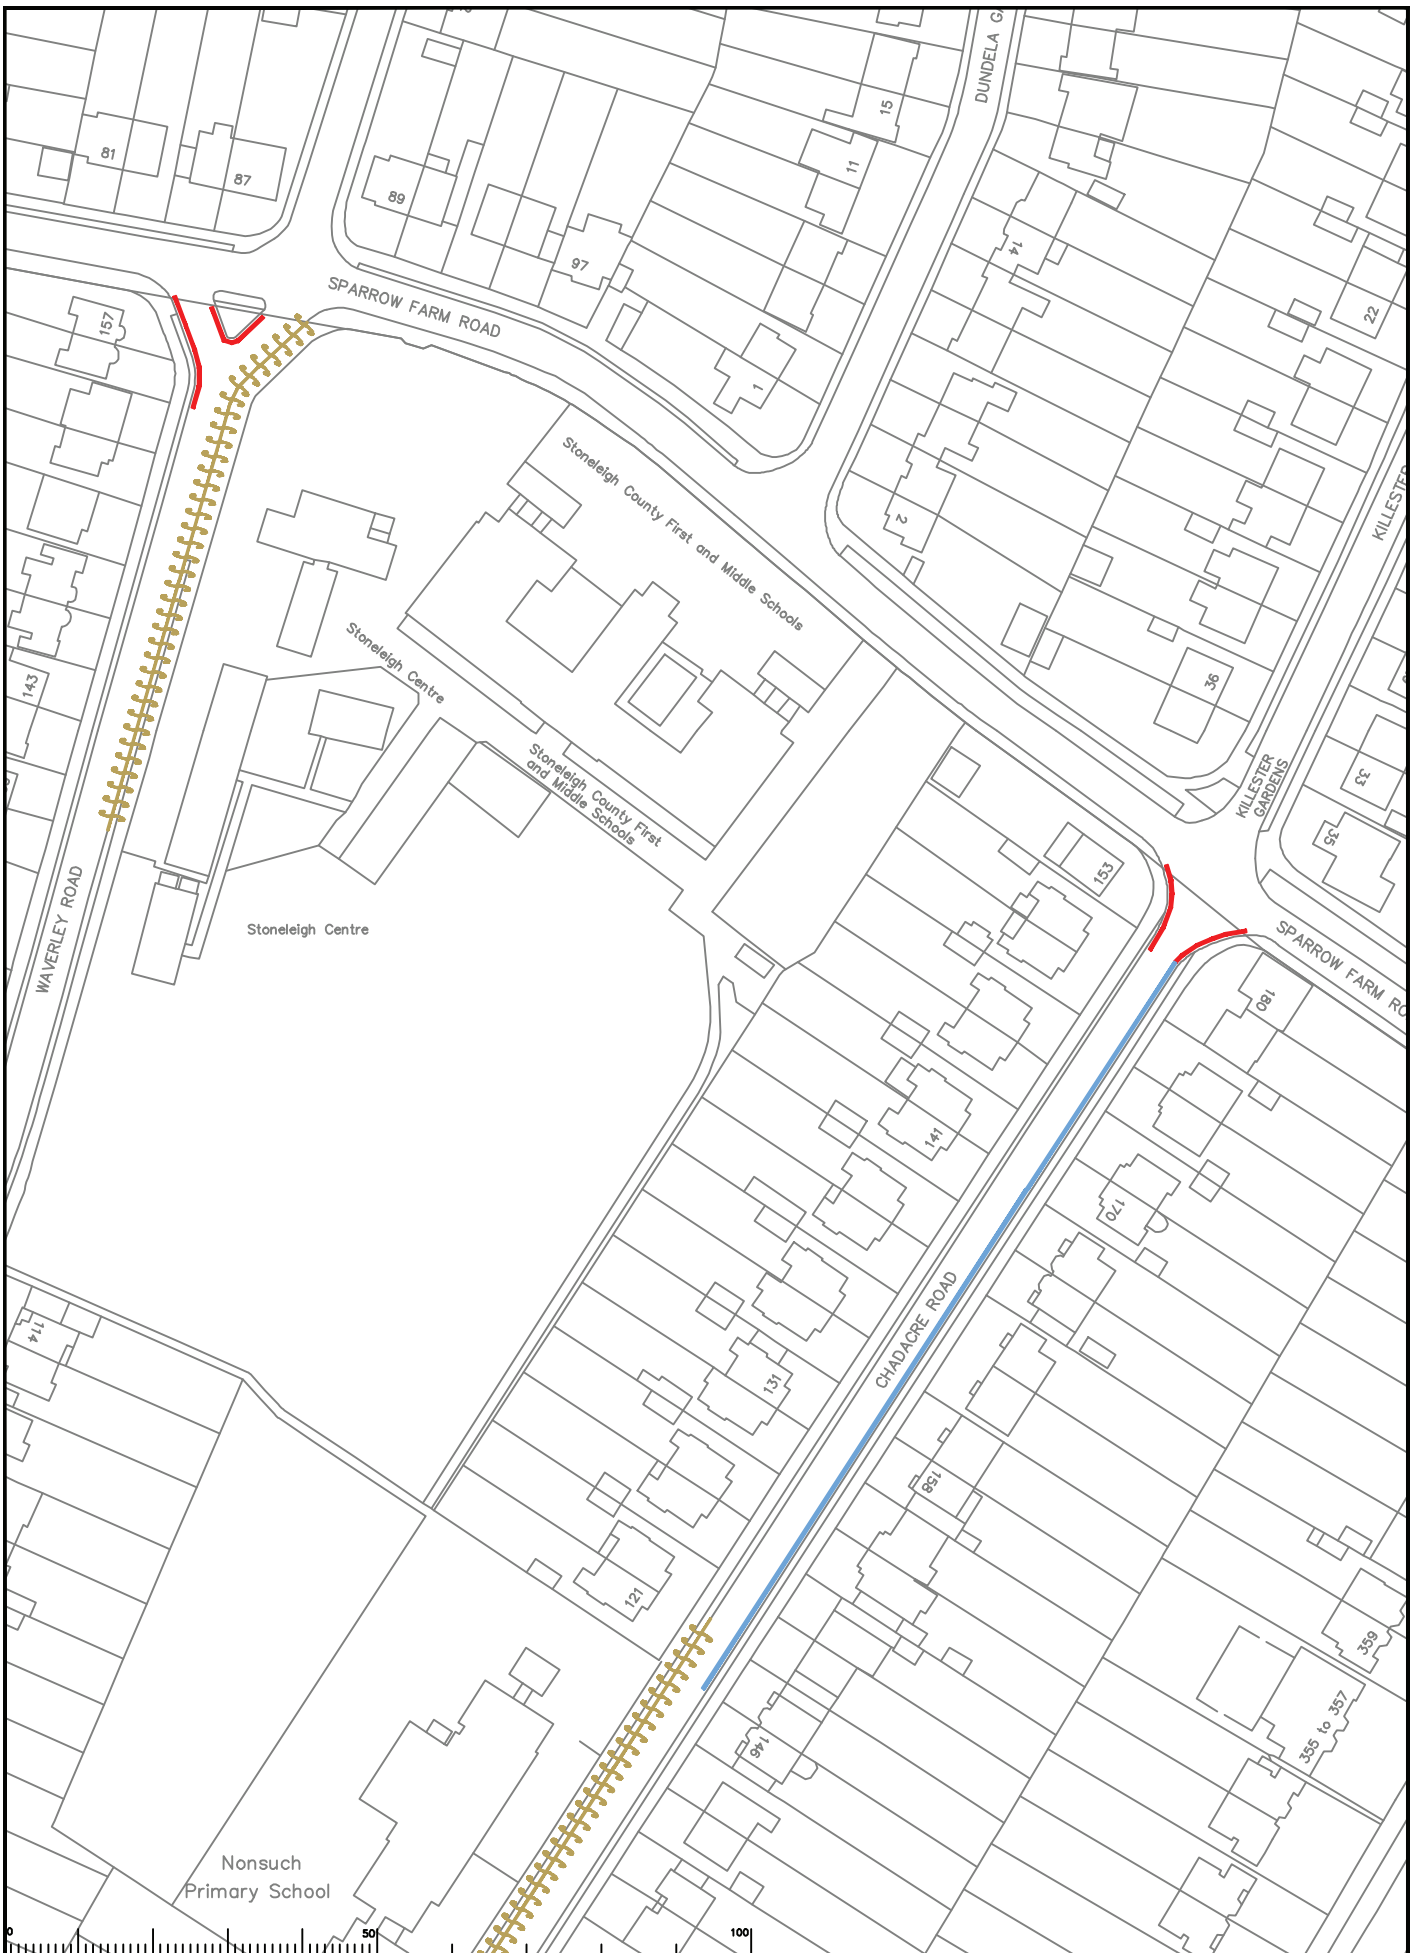 DUNDELA
15
81
11
87
89
14
97
SPARROW FARM ROAD
157
22
1
Stoneleigh County First and Middle Schools
KILLESTER
2
Stoneleigh Centre
143
36
33
Stoneleigh County First
and Middle Schools
KILLESTER
GARDENS
35
153
WAVERLEY ROAD
Stoneleigh Centre
SPARROW FARM
180
141
170
CHADACRE ROAD
114
131
158
121
359
355 to 357
146
Nonsuch
Primary School
0
50
100